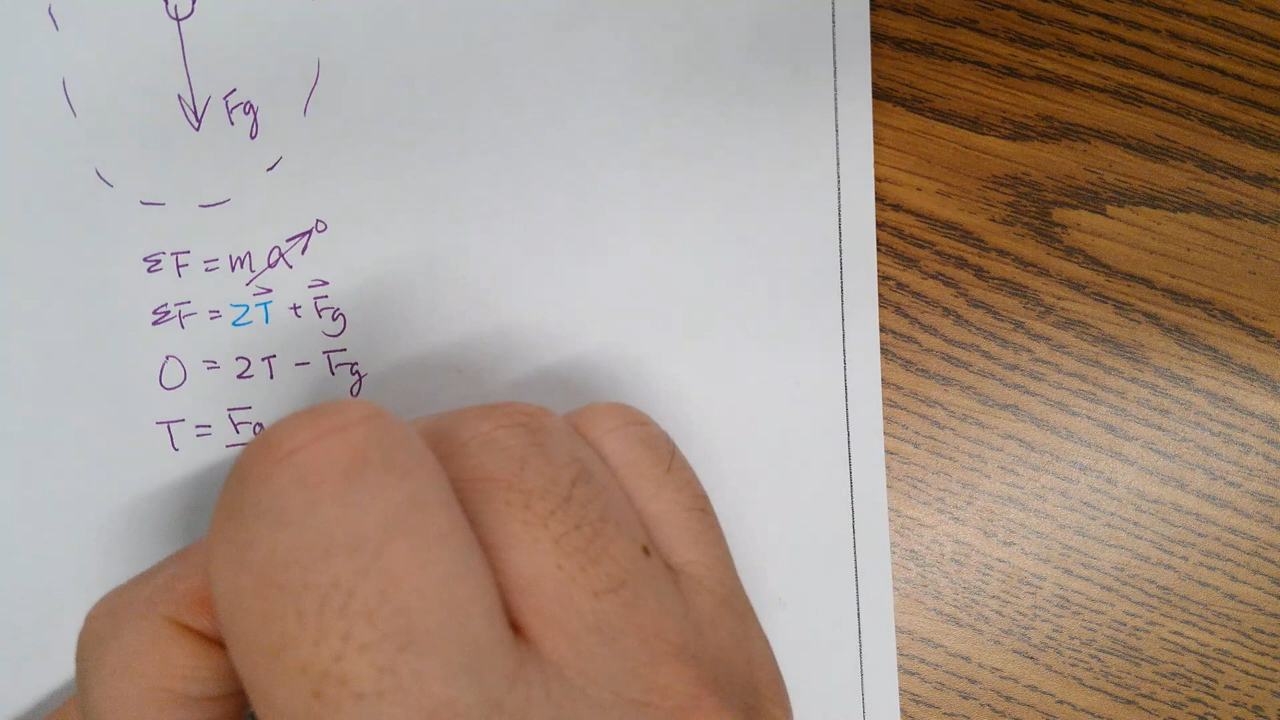 Fg
ΣF = ma→0
ΣF = 2T⃗ + F⃗g
0 = 2T - Fg
T = Fg